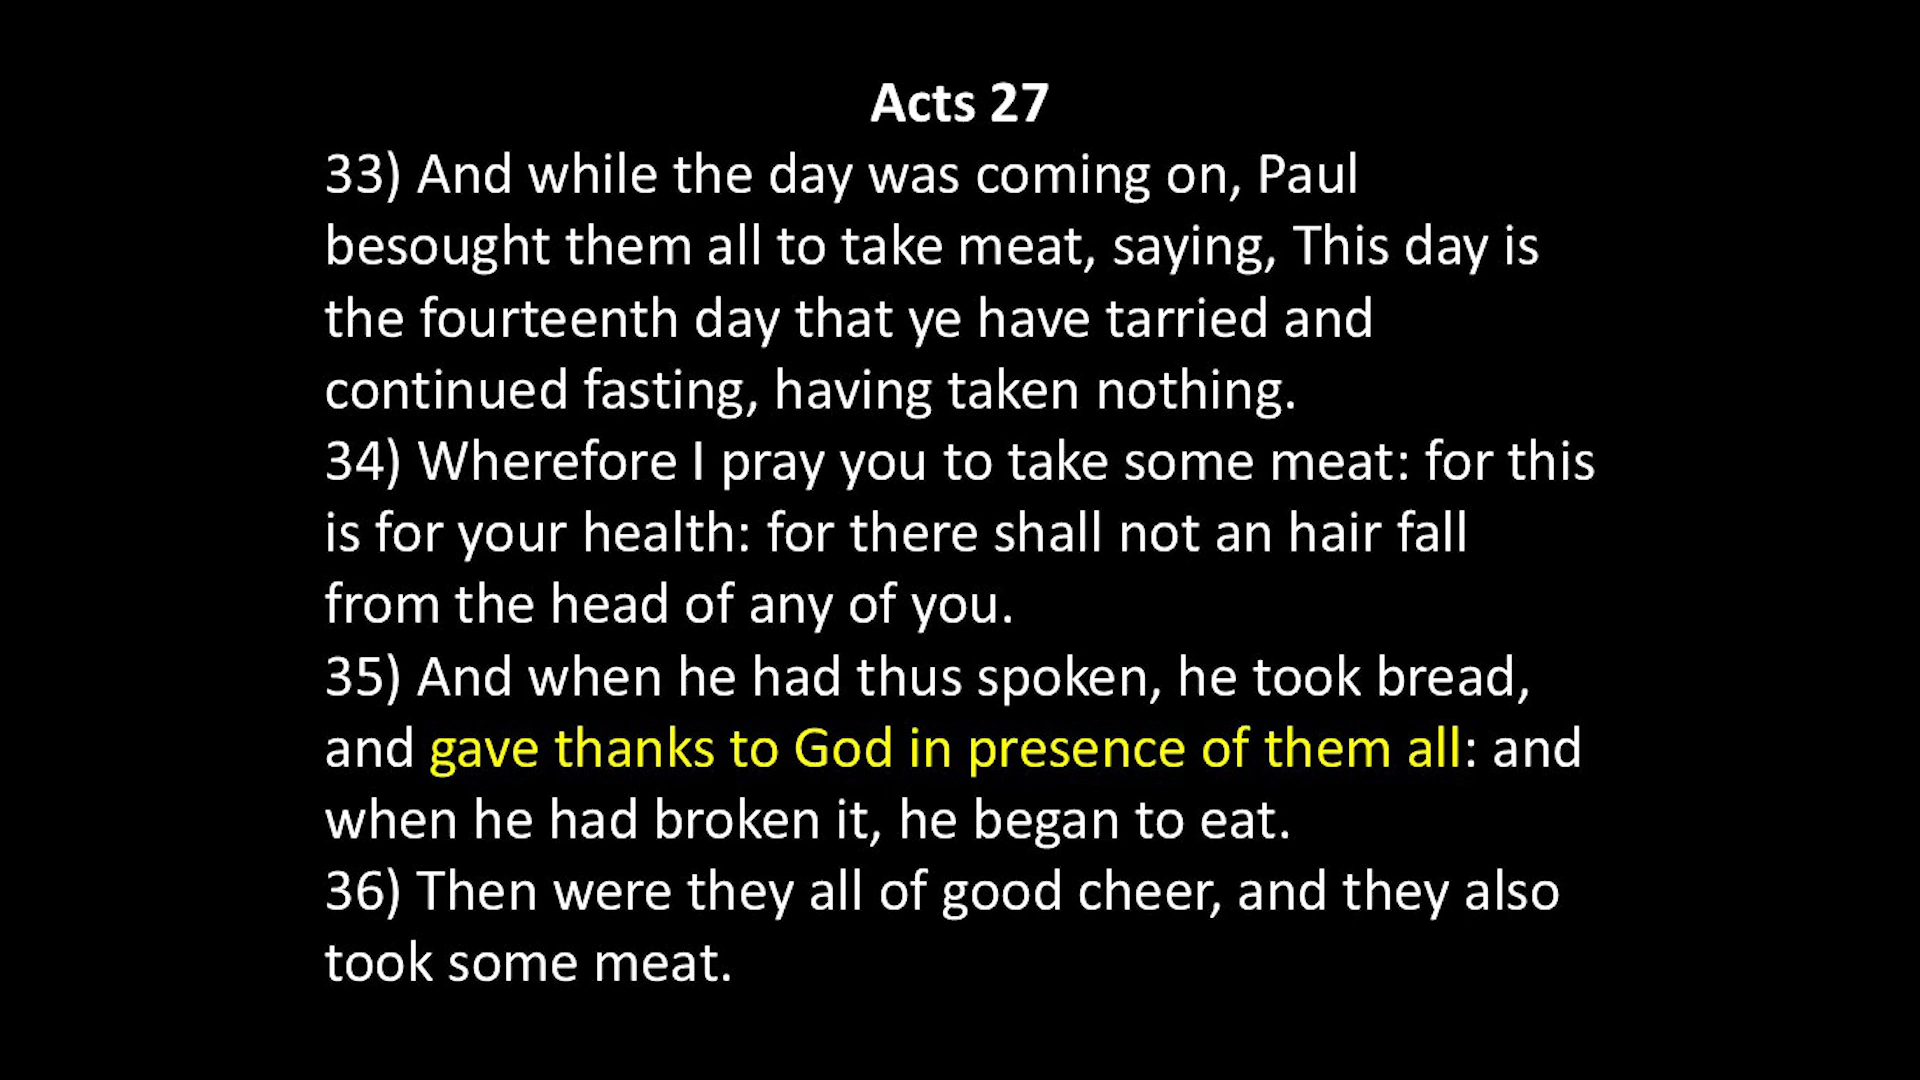 Acts 27
33) And while the day was coming on, Paul
besought them all to take meat, saying, This day is
the fourteenth day that ye have tarried and
continued fasting, having taken nothing.
34) Wherefore I pray you to take some meat: for this
is for your health: for there shall not an hair fall
from the head of any of you.
35) And when he had thus spoken, he took bread,
and gave thanks to God in presence of them all: and
when he had broken it, he began to eat.
36) Then were they all of good cheer, and they also
took some meat.